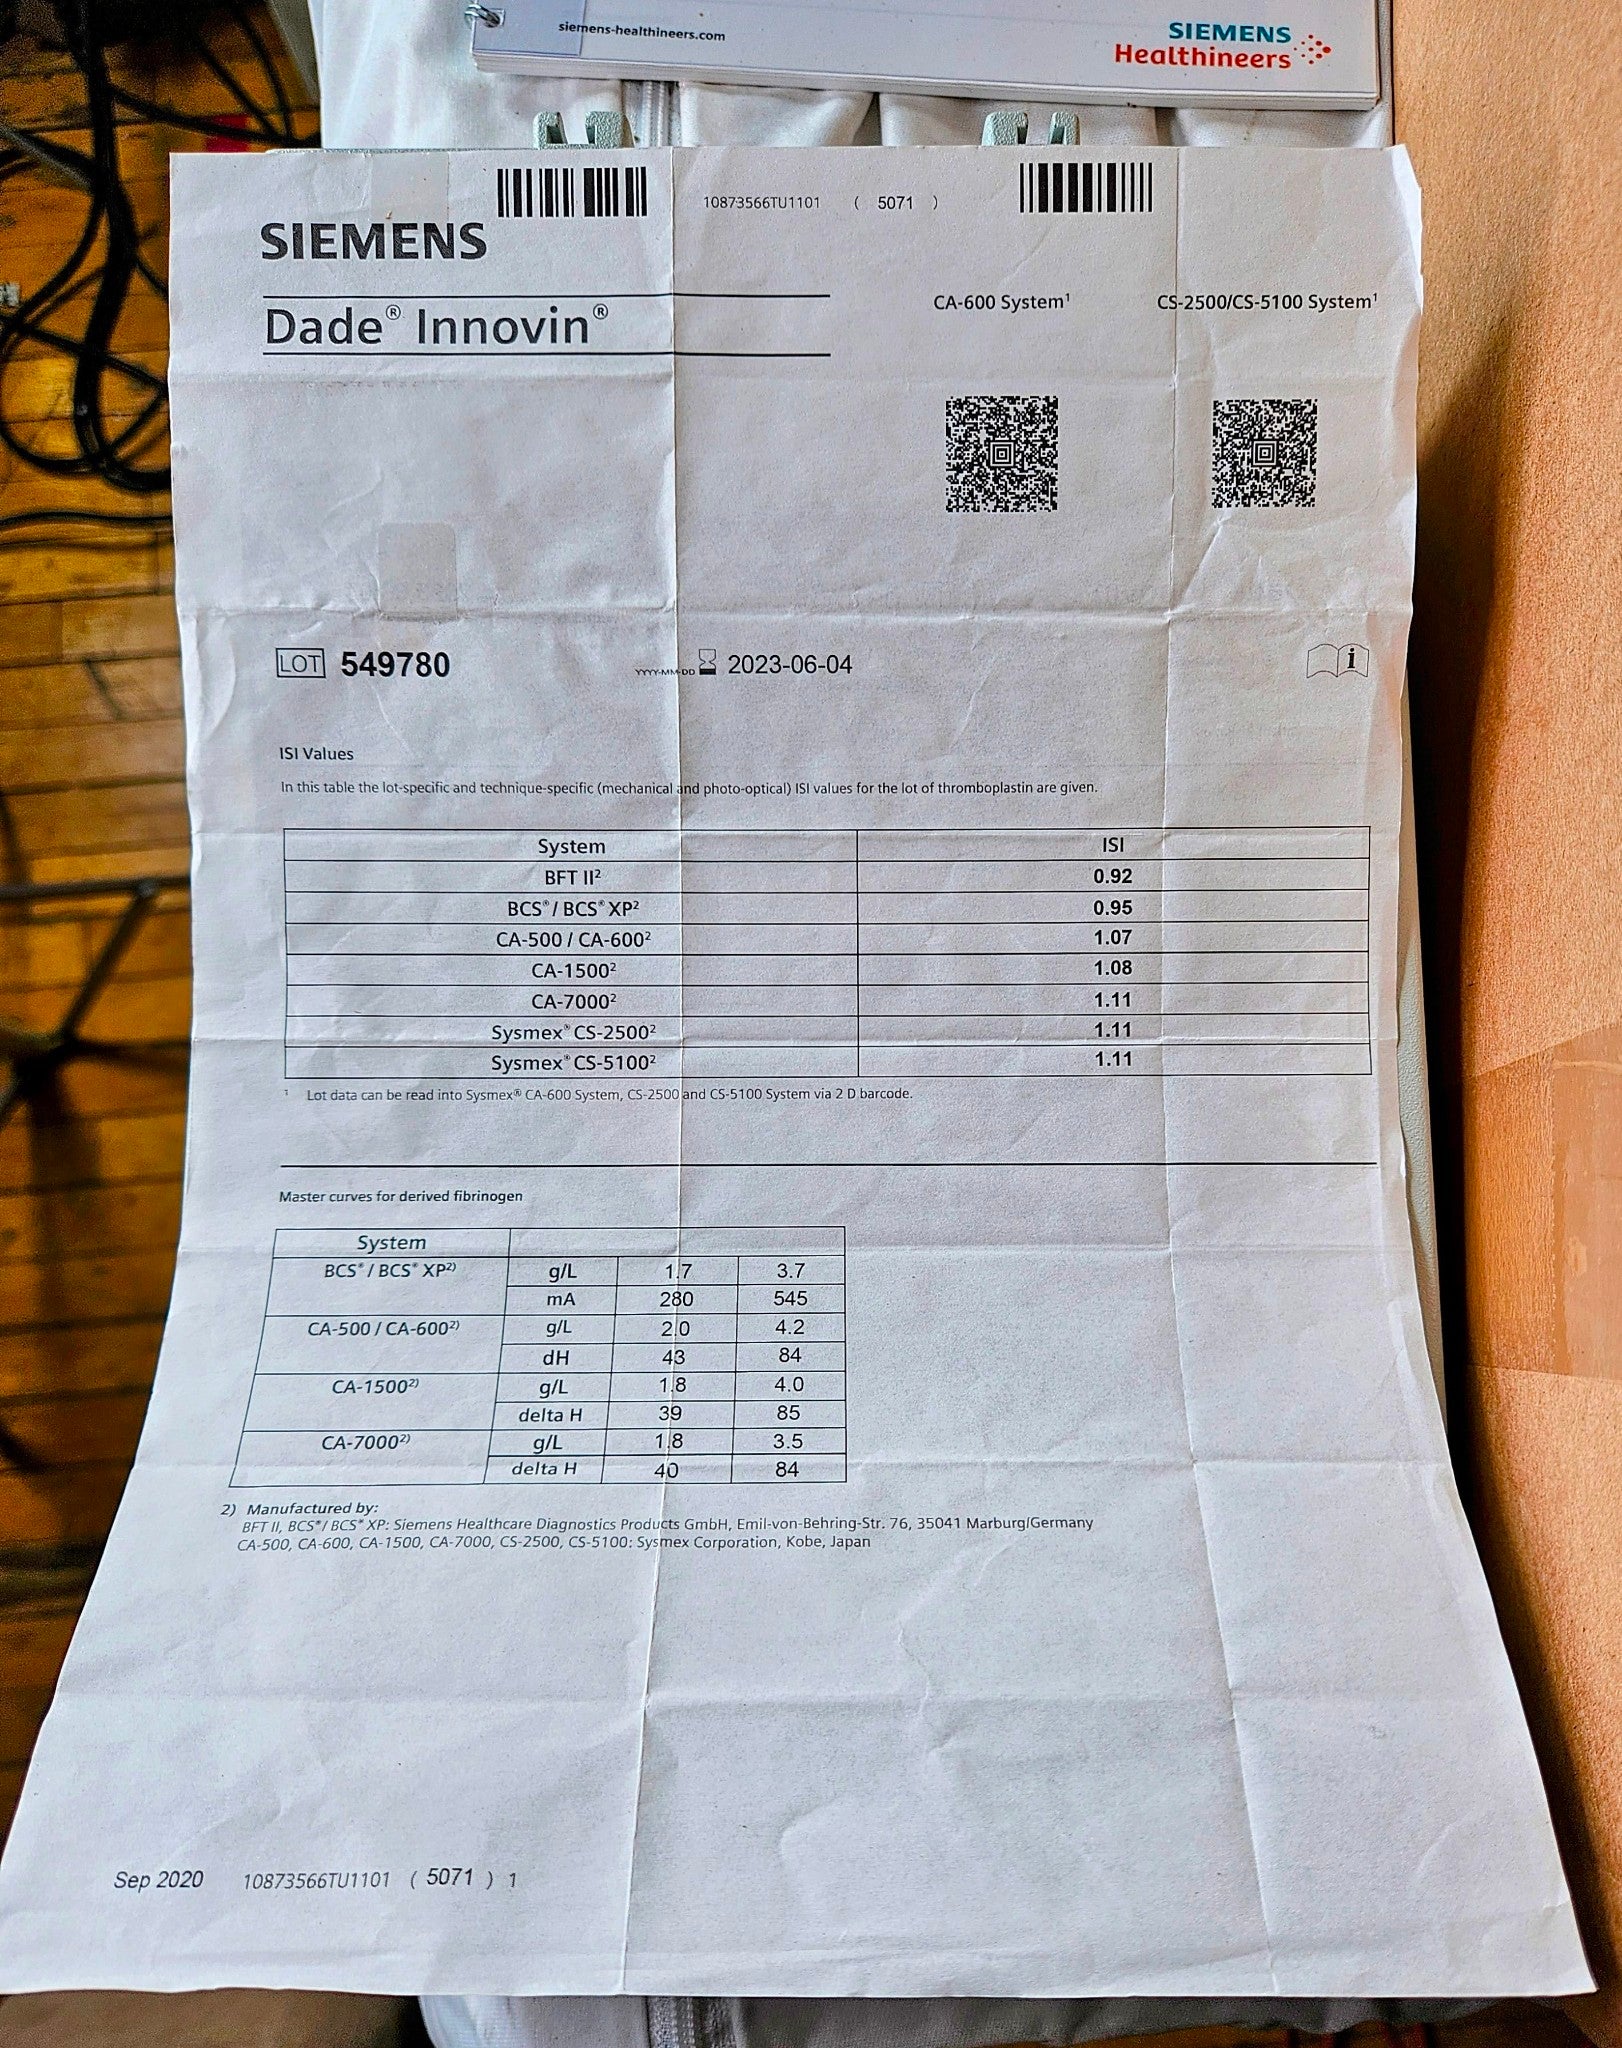 siemens-healthineers.com
SIEMENS
Healthineers
10873566TU1101 ( 5071 )
SIEMENS
Dade® Innovin®
CA-600 System¹
CS-2500/CS-5100 System¹
LOT 549780
YYYY-MM-DD 2023-06-04
i
ISI Values
In this table the lot-specific and technique-specific (mechanical and photo-optical) ISI values for the lot of thromboplastin are given.
System ISI
BFT II² 0.92
BCS® / BCS® XP² 0.95
CA-500 / CA-600² 1.07
CA-1500² 1.08
CA-7000² 1.11
Sysmex® CS-2500² 1.11
Sysmex® CS-5100² 1.11
¹ Lot data can be read into Sysmex® CA-600 System, CS-2500 and CS-5100 System via 2 D barcode.
Master curves for derived fibrinogen
System
BCS® / BCS® XP²⁾ g/L 1.7 3.7
mA 280 545
CA-500 / CA-600²⁾ g/L 2.0 4.2
dH 43 84
CA-1500²⁾ g/L 1.8 4.0
delta H 39 85
CA-7000²⁾ g/L 1.8 3.5
delta H 40 84
2) Manufactured by:
BFT II, BCS®/ BCS® XP: Siemens Healthcare Diagnostics Products GmbH, Emil-von-Behring-Str. 76, 35041 Marburg/Germany
CA-500, CA-600, CA-1500, CA-7000, CS-2500, CS-5100: Sysmex Corporation, Kobe, Japan
Sep 2020 10873566TU1101 ( 5071 ) 1